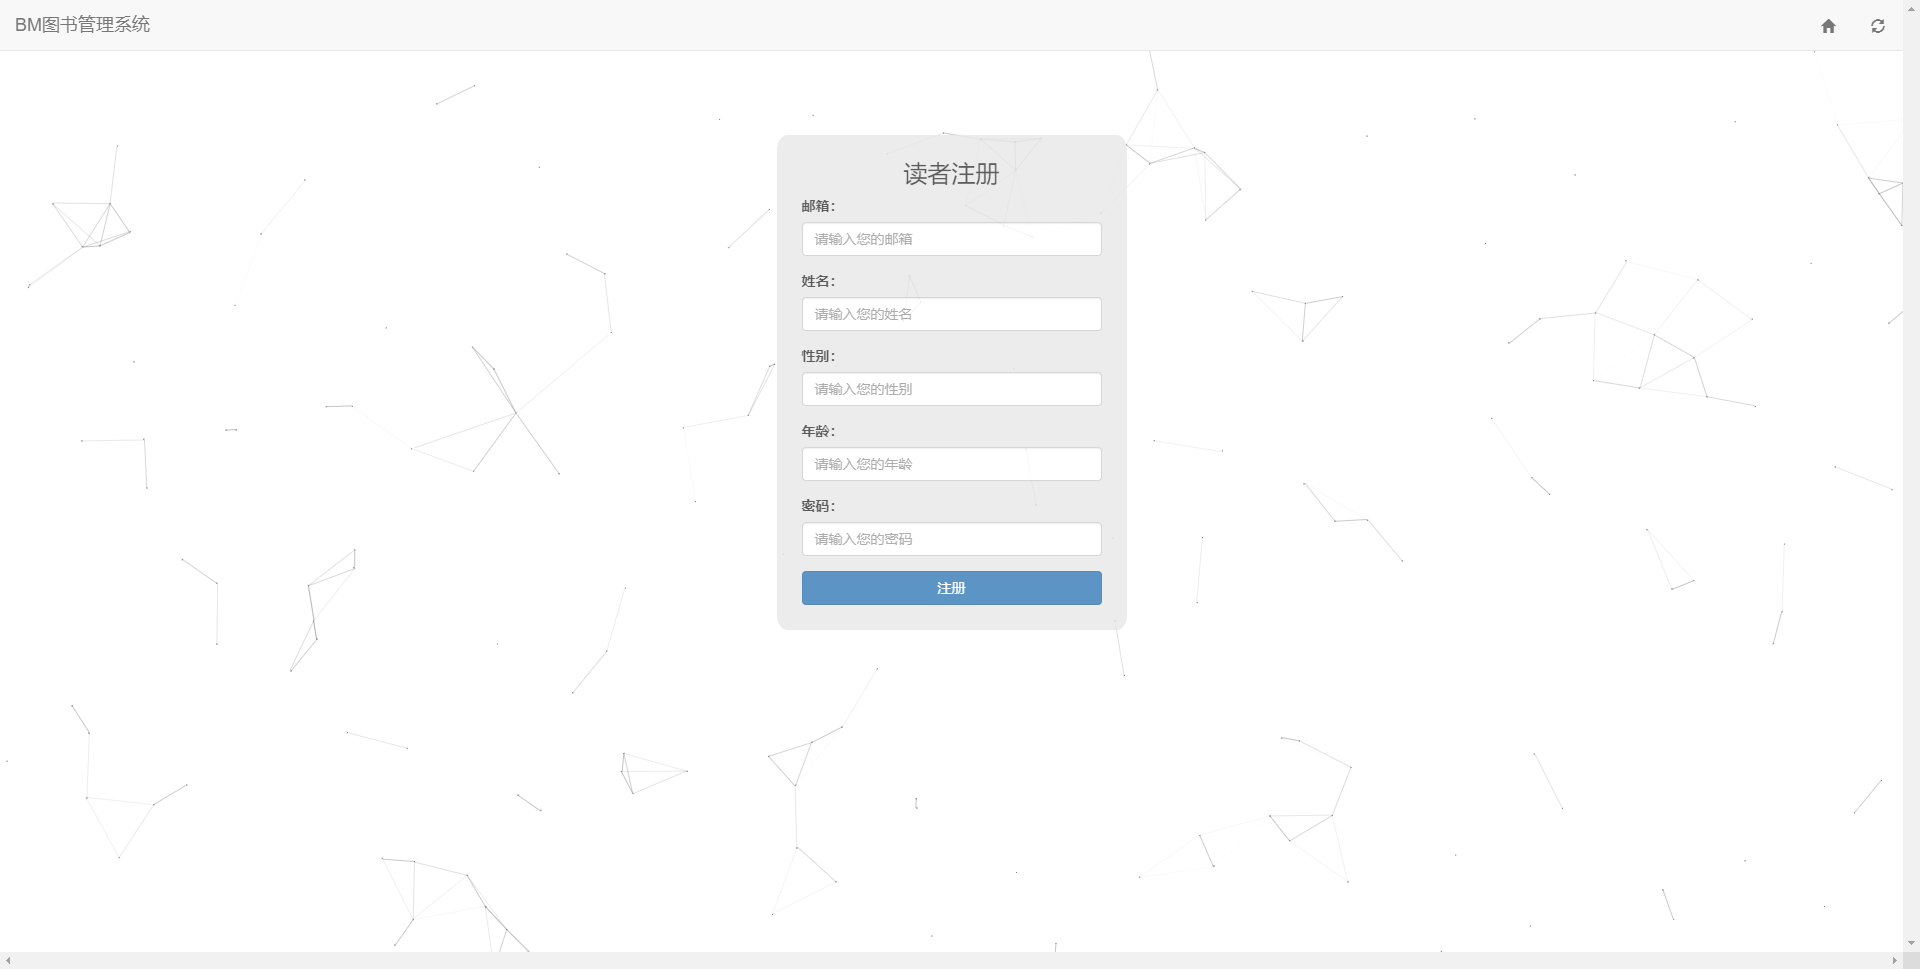 BM图书管理系统
读者注册
邮箱：
请输入您的邮箱
姓名：
请输入您的姓名
性别：
请输入您的性别
年龄：
请输入您的年龄
密码：
请输入您的密码
注册